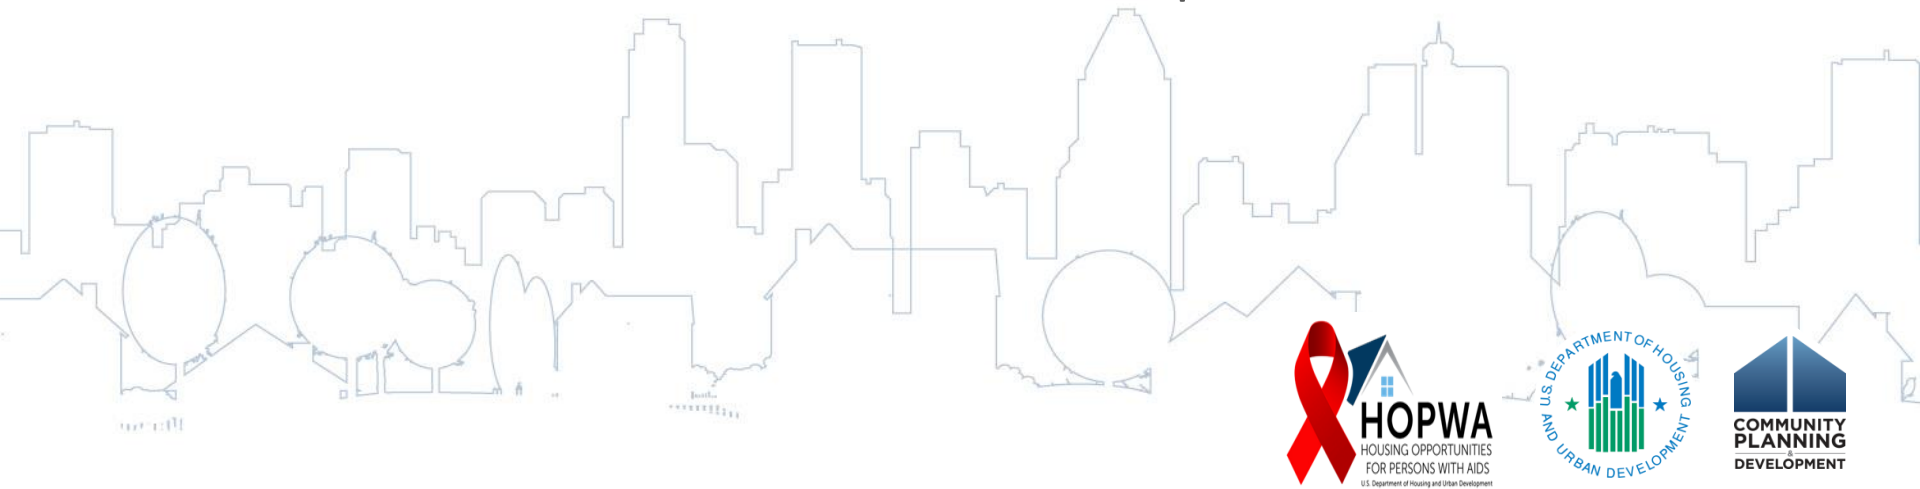 HOPWA
HOUSING OPPORTUNITIES
FOR PERSONS WITH AIDS
U.S. Department of Housing and Urban Development
U.S. DEPARTMENT OF HOUSING
AND URBAN DEVELOPMENT
COMMUNITY
PLANNING
&
DEVELOPMENT